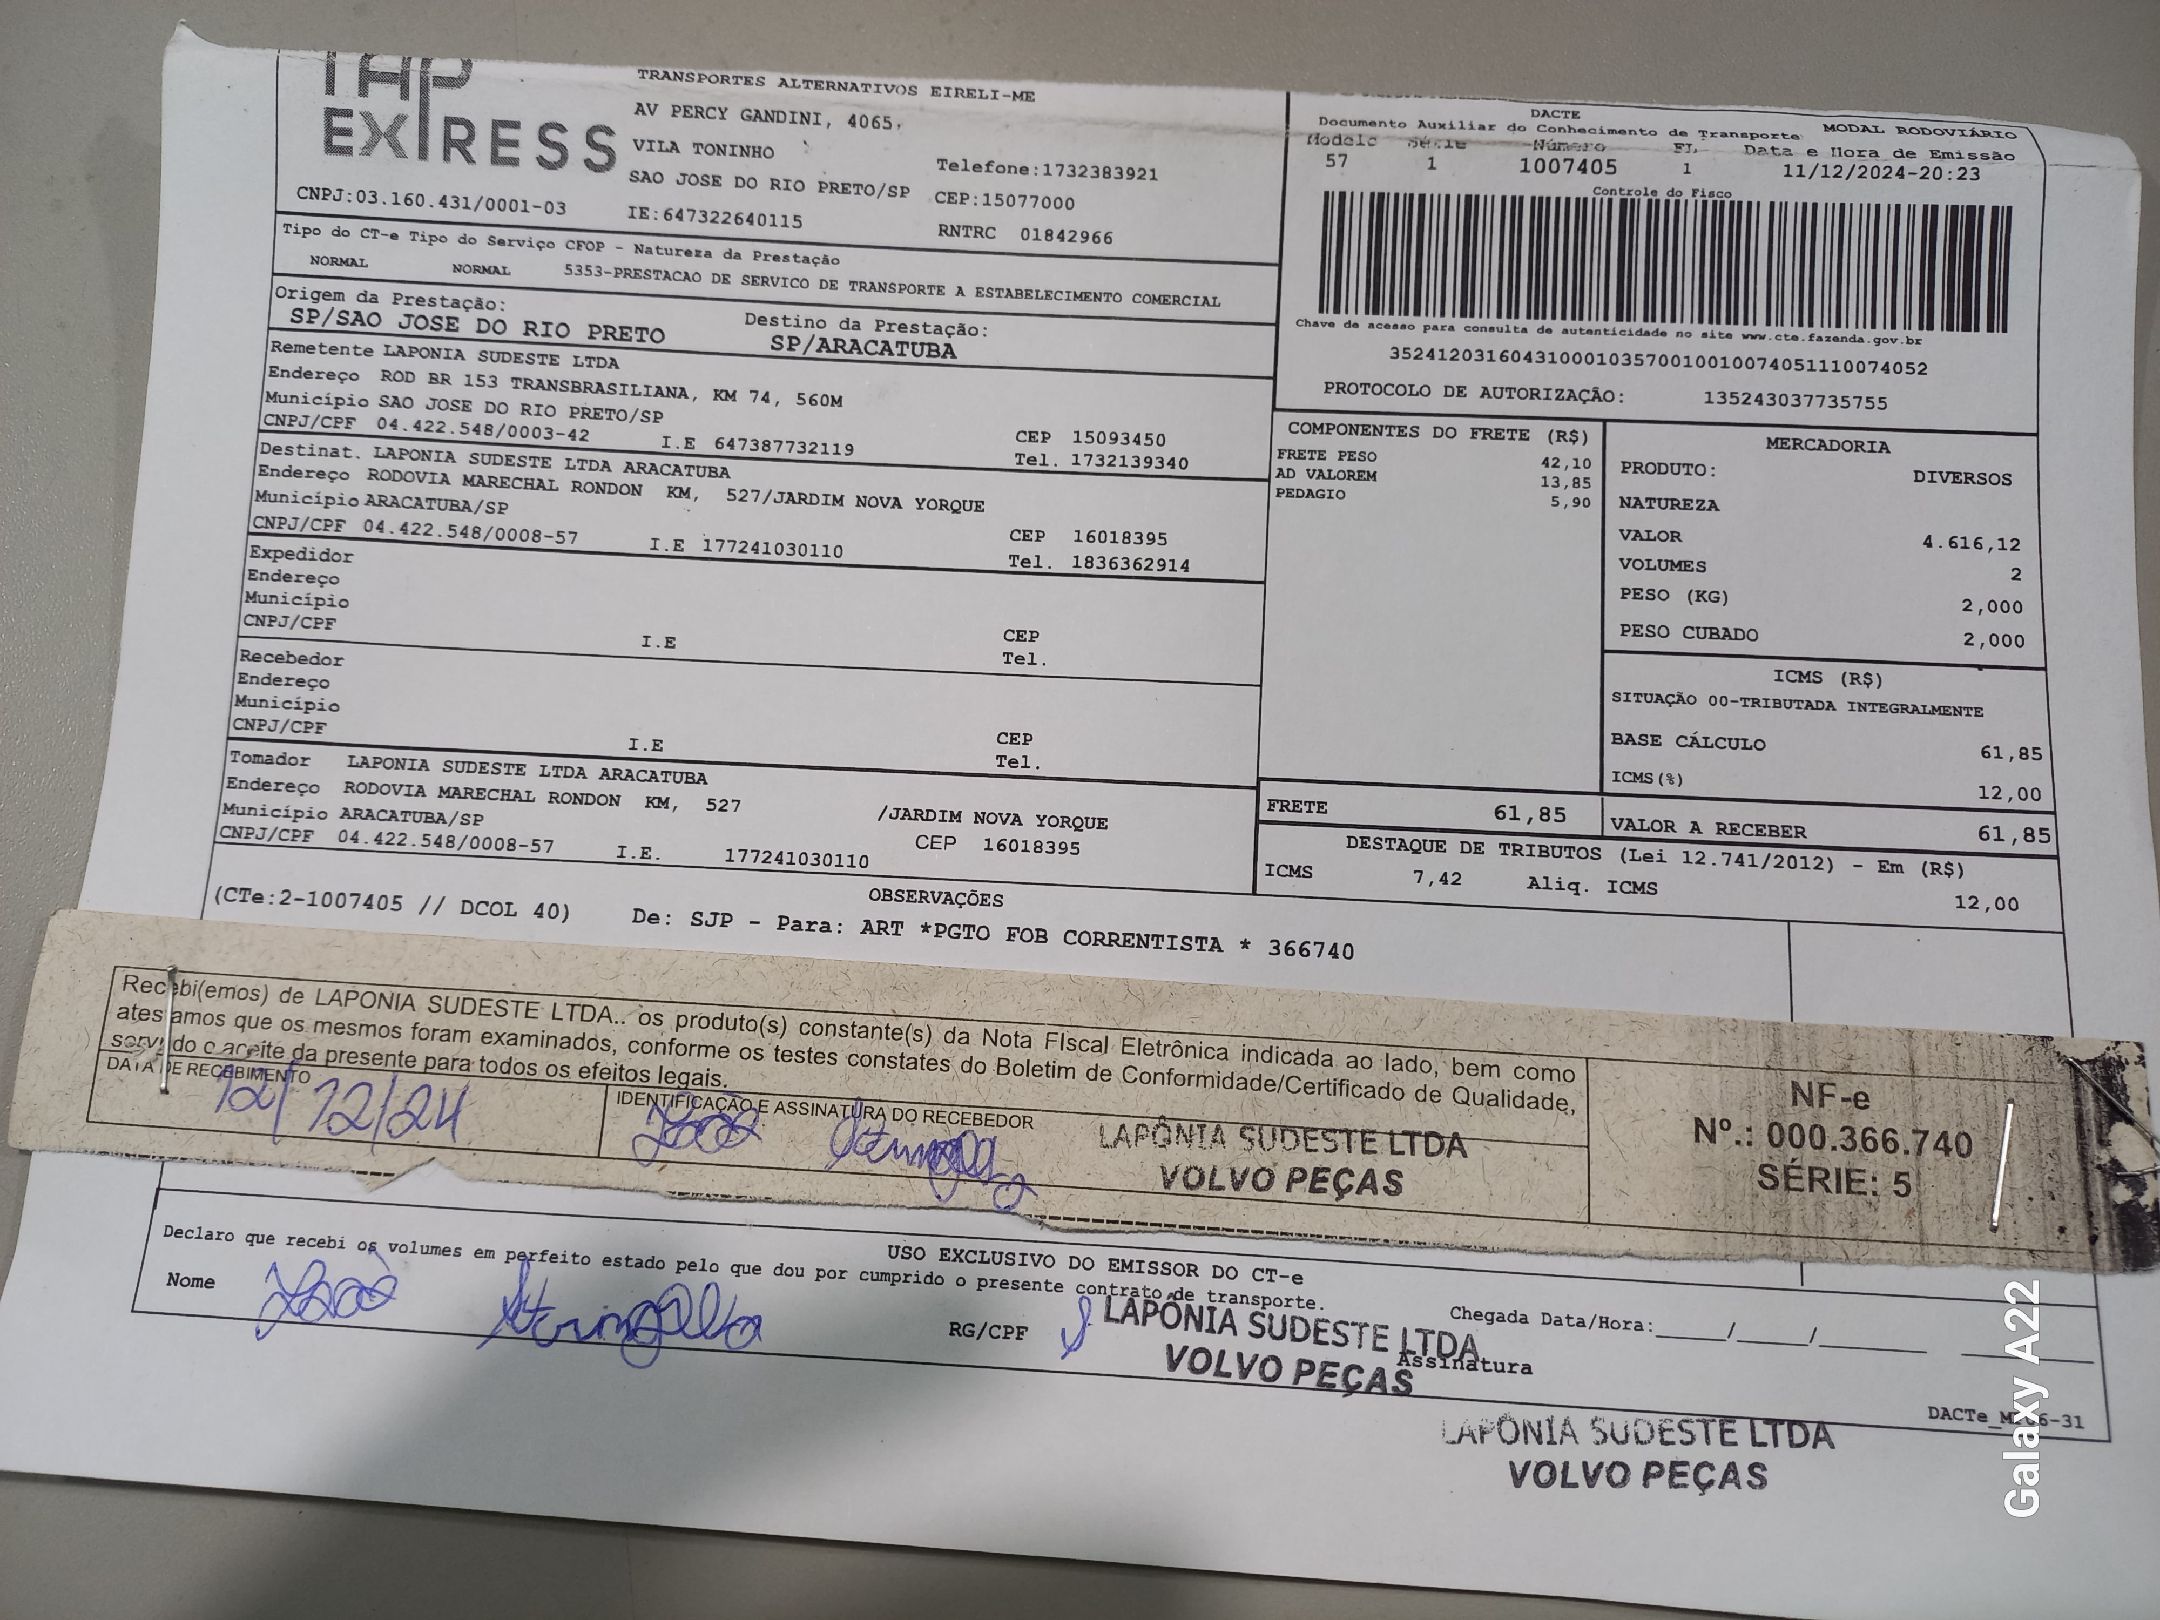 TAP
EXPRESS
TRANSPORTES ALTERNATIVOS EIRELI-ME
AV PERCY GANDINI, 4065,
VILA TONINHO
SAO JOSE DO RIO PRETO/SP
Telefone:1732383921
CEP:15077000
CNPJ:03.160.431/0001-03
IE:647322640115
RNTRC 01842966
DACTE
Documento Auxiliar do Conhecimento de Transporte
MODAL RODOVIÁRIO
Modelo Série Número FL Data e Hora de Emissão
57 1 1007405 1 11/12/2024-20:23
Controle do Fisco
Chave de acesso para consulta de autenticidade no site www.cte.fazenda.gov.br
35241203160431000103570010010074051110074052
PROTOCOLO DE AUTORIZAÇÃO: 135243037735755
Tipo do CT-e Tipo do Serviço CFOP - Natureza da Prestação
NORMAL NORMAL 5353-PRESTACAO DE SERVICO DE TRANSPORTE A ESTABELECIMENTO COMERCIAL
Origem da Prestação:
SP/SAO JOSE DO RIO PRETO
Destino da Prestação:
SP/ARACATUBA
Remetente LAPONIA SUDESTE LTDA
Endereço ROD BR 153 TRANSBRASILIANA, KM 74, 560M
Município SAO JOSE DO RIO PRETO/SP
CEP 15093450
CNPJ/CPF 04.422.548/0003-42 I.E 647387732119 Tel. 1732139340
Destinat. LAPONIA SUDESTE LTDA ARACATUBA
Endereço RODOVIA MARECHAL RONDON KM, 527/JARDIM NOVA YORQUE
Município ARACATUBA/SP
CEP 16018395
CNPJ/CPF 04.422.548/0008-57 I.E 177241030110 Tel. 1836362914
Expedidor
Endereço
Município
CEP
CNPJ/CPF I.E Tel.
Recebedor
Endereço
Município
CEP
CNPJ/CPF I.E Tel.
Tomador LAPONIA SUDESTE LTDA ARACATUBA
Endereço RODOVIA MARECHAL RONDON KM, 527 /JARDIM NOVA YORQUE
Município ARACATUBA/SP CEP 16018395
CNPJ/CPF 04.422.548/0008-57 I.E. 177241030110
COMPONENTES DO FRETE (R$)
FRETE PESO 42,10
AD VALOREM 13,85
PEDAGIO 5,90
MERCADORIA
PRODUTO: DIVERSOS
NATUREZA
VALOR 4.616,12
VOLUMES 2
PESO (KG) 2,000
PESO CUBADO 2,000
ICMS (R$)
SITUAÇÃO 00-TRIBUTADA INTEGRALMENTE
BASE CÁLCULO 61,85
ICMS(%) 12,00
FRETE 61,85
VALOR A RECEBER 61,85
DESTAQUE DE TRIBUTOS (Lei 12.741/2012) - Em (R$)
ICMS 7,42 Aliq. ICMS 12,00
OBSERVAÇÕES
(CTe:2-1007405 // DCOL 40) De: SJP - Para: ART *PGTO FOB CORRENTISTA * 366740
Recebi(emos) de LAPONIA SUDESTE LTDA.. os produto(s) constante(s) da Nota FIscal Eletrônica indicada ao lado, bem como
atestamos que os mesmos foram examinados, conforme os testes constates do Boletim de Conformidade/Certificado de Qualidade,
servido o aceite da presente para todos os efeitos legais.
DATA DE RECEBIMENTO
12/12/24
IDENTIFICAÇÃO E ASSINATURA DO RECEBEDOR
LAPÔNIA SUDESTE LTDA
VOLVO PEÇAS
NF-e
Nº.: 000.366.740
SÉRIE: 5
USO EXCLUSIVO DO EMISSOR DO CT-e
Declaro que recebi os volumes em perfeito estado pelo que dou por cumprido o presente contrato de transporte.
Nome
RG/CPF
LAPÔNIA SUDESTE LTDA
VOLVO PEÇAS
Assinatura
Chegada Data/Hora:_____/_____/_______
LAPÔNIA SUDESTE LTDA
VOLVO PEÇAS
Galaxy A22